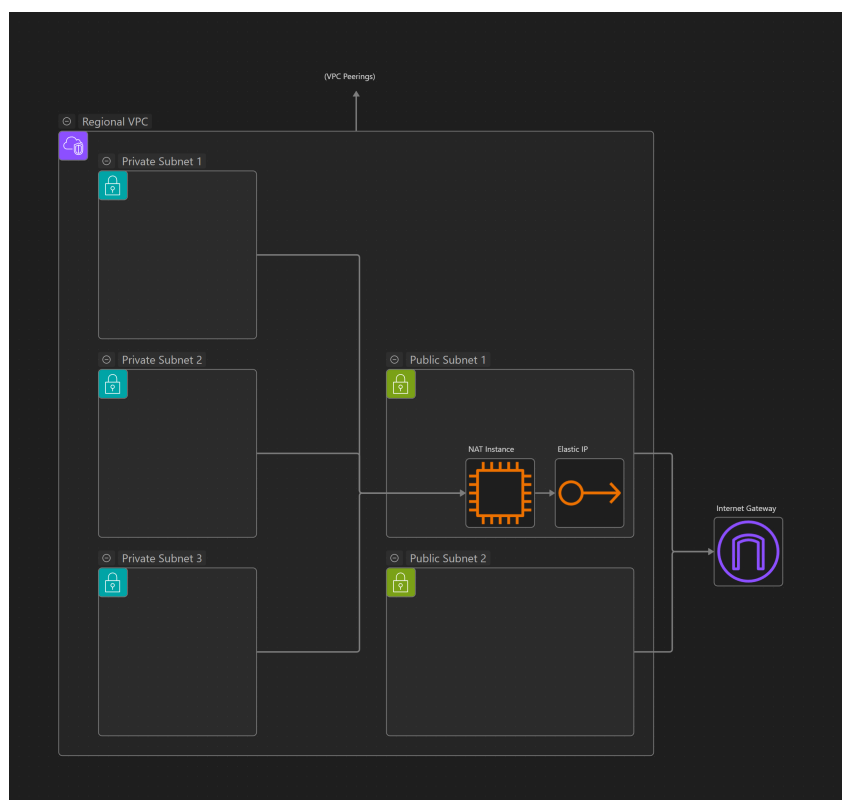 (VPC Peerings)
Regional VPC
Private Subnet 1
Private Subnet 2
Public Subnet 1
NAT Instance
Elastic IP
Internet Gateway
Private Subnet 3
Public Subnet 2